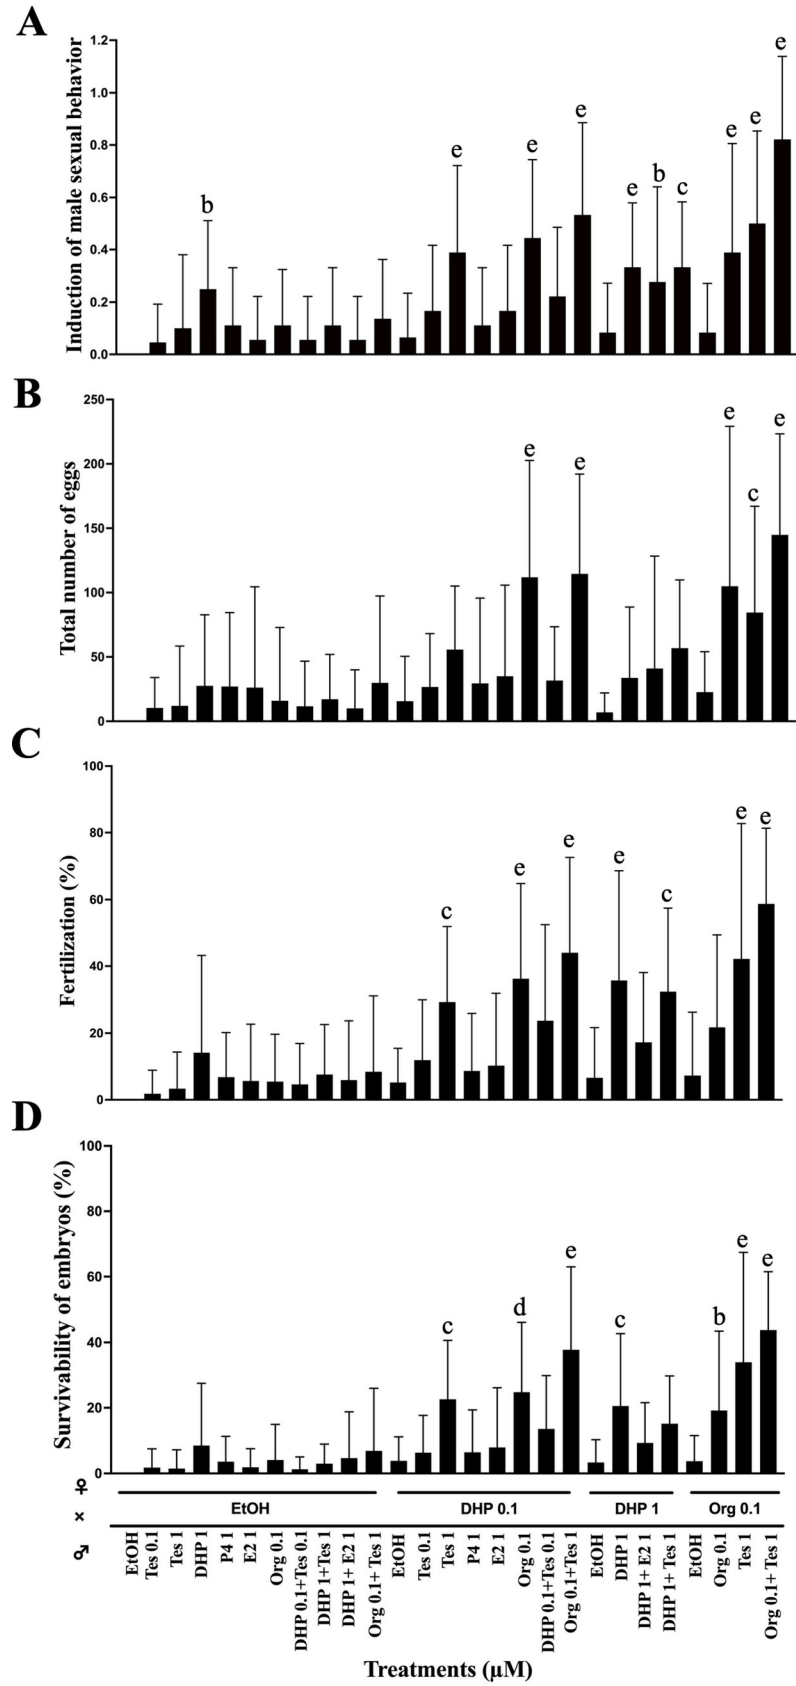 A
Induction of male sexual behavior
1.2
1.0
0.8
0.6
0.4
0.2
0.0
b
e
e
e
e
b
c
e
e
e
B
Total number of eggs
250
200
150
100
50
0
e
e
e
c
e
C
Fertilization (%)
100
80
60
40
20
0
c
e
e
e
c
e
e
D
Survivability of embryos (%)
100
80
60
40
20
0
c
d
e
c
b
e
e
♀
EtOH
DHP 0.1
DHP 1
Org 0.1
×
♂
EtOH
Tes 0.1
Tes 1
DHP 1
P4 1
E2 1
Org 0.1
DHP 0.1+Tes 0.1
DHP 1+Tes 1
DHP 1+ E2 1
Org 0.1+ Tes 1
EtOH
Tes 0.1
Tes 1
P4 1
E2 1
Org 0.1
DHP 0.1+Tes 0.1
Org 0.1+Tes 1
EtOH
DHP 1
DHP 1+ E2 1
DHP 1+Tes 1
EtOH
Org 0.1
Tes 1
Org 0.1+ Tes 1
Treatments (µM)